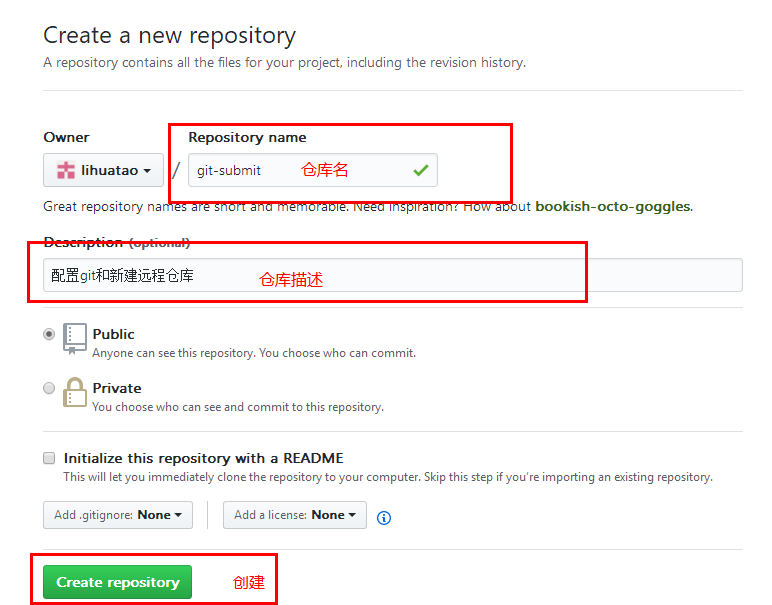 Create a new repository
A repository contains all the files for your project, including the revision history.
Owner
Repository name
lihuatao
/
git-submit 仓库名
Great repository names are short and memorable. Need inspiration? How about bookish-octo-goggles.
Description (optional)
配置git和新建远程仓库 仓库描述
Public
Anyone can see this repository. You choose who can commit.
Private
You choose who can see and commit to this repository.
Initialize this repository with a README
This will let you immediately clone the repository to your computer. Skip this step if you’re importing an existing repository.
Add .gitignore: None
Add a license: None
Create repository 创建